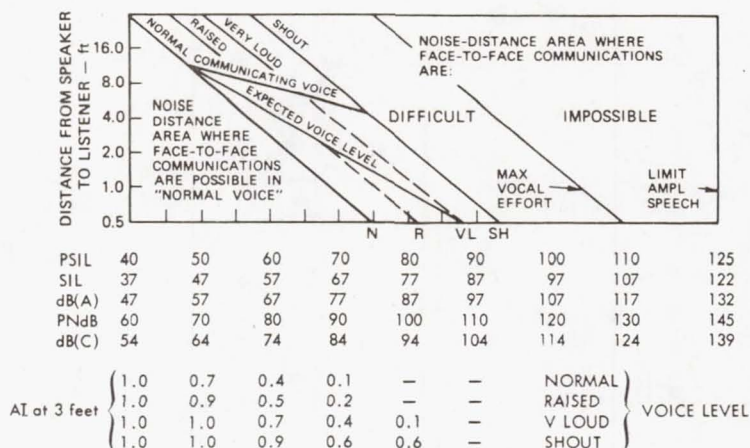 DISTANCE FROM SPEAKER
TO LISTENER — ft
16.0
8.0
4.0
2.0
1.0
0.5
RAISED
VERY LOUD
SHOUT
NORMAL COMMUNICATING VOICE
EXPECTED VOICE LEVEL
NOISE
DISTANCE
AREA WHERE
FACE-TO-FACE
COMMUNICATIONS
ARE POSSIBLE IN
"NORMAL VOICE"
NOISE-DISTANCE AREA WHERE
FACE-TO-FACE COMMUNICATIONS
ARE:
DIFFICULT IMPOSSIBLE
MAX
VOCAL
EFFORT
LIMIT
AMPL
SPEECH
N R VL SH
PSIL 40 50 60 70 80 90 100 110 125
SIL 37 47 57 67 77 87 97 107 122
dB(A) 47 57 67 77 87 97 107 117 132
PNdB 60 70 80 90 100 110 120 130 145
dB(C) 54 64 74 84 94 104 114 124 139
AI at 3 feet
1.0 0.7 0.4 0.1 — — NORMAL
1.0 0.9 0.5 0.2 — — RAISED
1.0 1.0 0.7 0.4 0.1 — V LOUD
1.0 1.0 0.9 0.6 0.6 — SHOUT
VOICE LEVEL